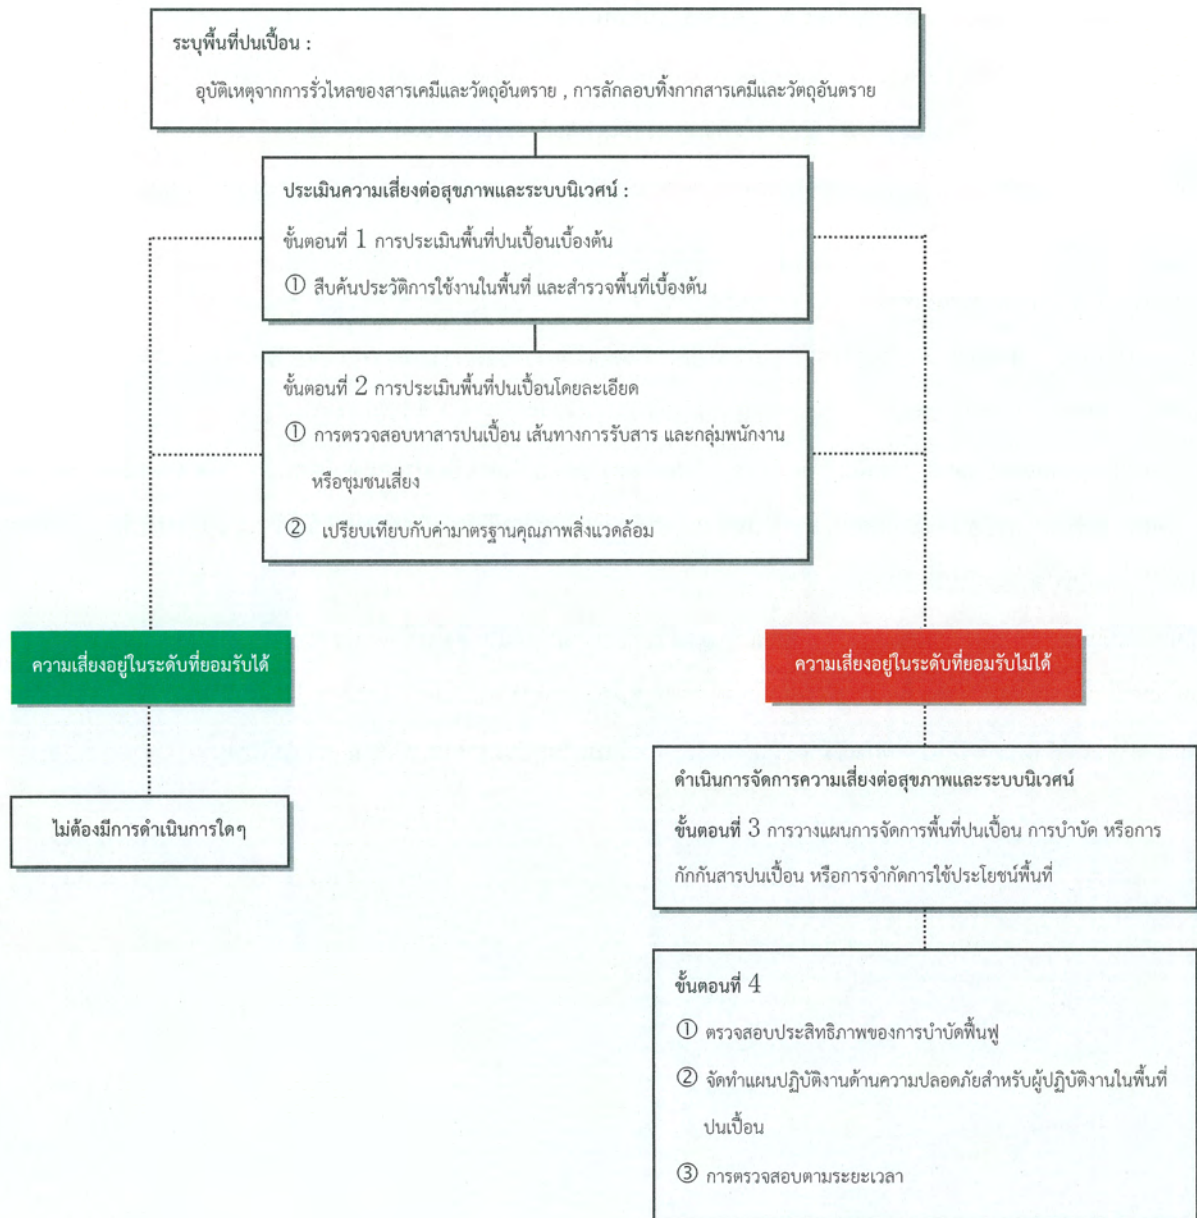 ระบุพื้นที่ปนเปื้อน :
อุบัติเหตุจากการรั่วไหลของสารเคมีและวัตถุอันตราย , การลักลอบทิ้งกากสารเคมีและวัตถุอันตราย
ประเมินความเสี่ยงต่อสุขภาพและระบบนิเวศน์ :
ขั้นตอนที่ 1 การประเมินพื้นที่ปนเปื้อนเบื้องต้น
① สืบค้นประวัติการใช้งานในพื้นที่ และสำรวจพื้นที่เบื้องต้น
ขั้นตอนที่ 2 การประเมินพื้นที่ปนเปื้อนโดยละเอียด
① การตรวจสอบหาสารปนเปื้อน เส้นทางการรับสาร และกลุ่มพนักงาน
หรือชุมชนเสี่ยง
② เปรียบเทียบกับค่ามาตรฐานคุณภาพสิ่งแวดล้อม
ความเสี่ยงอยู่ในระดับที่ยอมรับได้
ไม่ต้องมีการดำเนินการใดๆ
ความเสี่ยงอยู่ในระดับที่ยอมรับไม่ได้
ดำเนินการจัดการความเสี่ยงต่อสุขภาพและระบบนิเวศน์
ขั้นตอนที่ 3 การวางแผนการจัดการพื้นที่ปนเปื้อน การบำบัด หรือการ
กักกันสารปนเปื้อน หรือการจำกัดการใช้ประโยชน์พื้นที่
ขั้นตอนที่ 4
① ตรวจสอบประสิทธิภาพของการบำบัดฟื้นฟู
② จัดทำแผนปฏิบัติงานด้านความปลอดภัยสำหรับผู้ปฏิบัติงานในพื้นที่
ปนเปื้อน
③ การตรวจสอบตามระยะเวลา